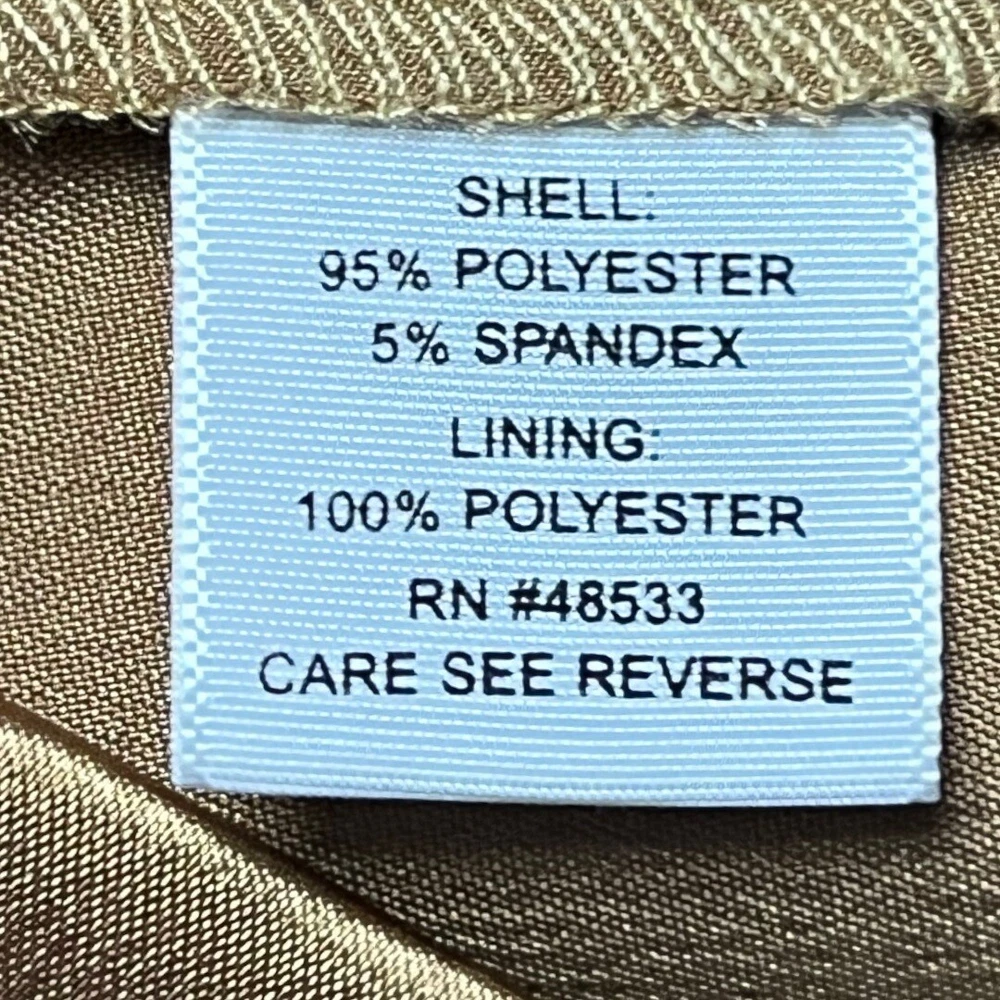 SHELL:
95% POLYESTER
5% SPANDEX
LINING:
100% POLYESTER
RN #48533
CARE SEE REVERSE